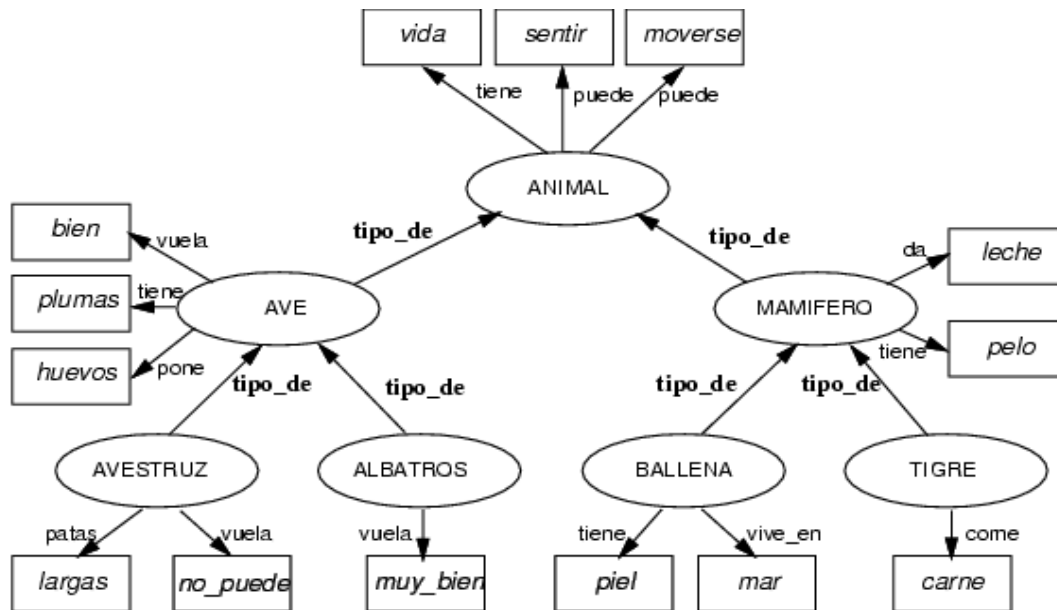 vida
sentir
moverse
tiene
puede
puede
ANIMAL
bien
vuela
tipo_de
tipo_de
da
leche
plumas
tiene
AVE
MAMIFERO
huevos
pone
tiene
pelo
tipo_de
tipo_de
tipo_de
tipo_de
AVESTRUZ
ALBATROS
BALLENA
TIGRE
patas
vuela
vuela
tiene
vive_en
come
largas
no_puede
muy_bien
piel
mar
carne